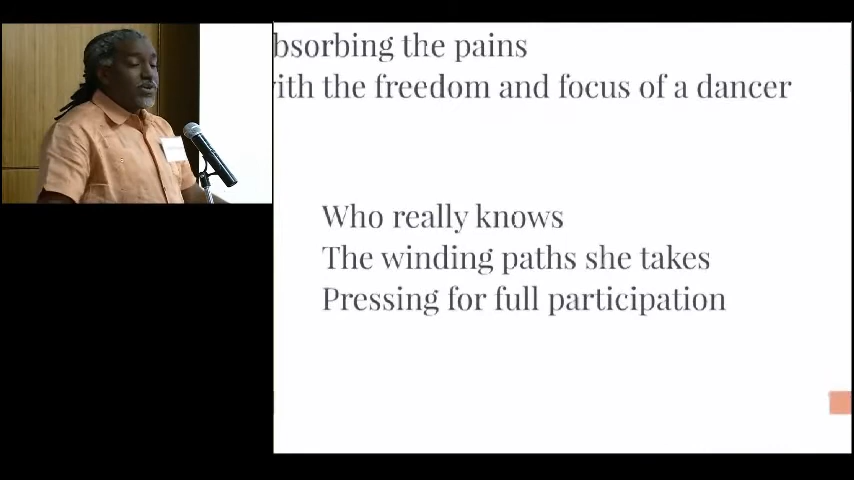 bsorbing the pains
ith the freedom and focus of a dancer
Who really knows
The winding paths she takes
Pressing for full participation